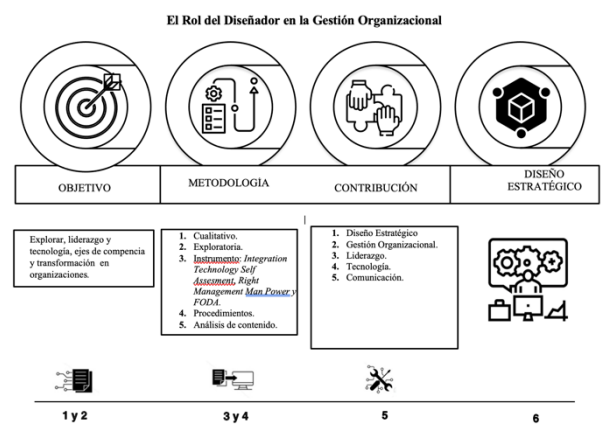 El Rol del Diseñador en la Gestión Organizacional
OBJETIVO
METODOLOGÍA
CONTRIBUCIÓN
DISEÑO
ESTRATÉGICO
Explorar, liderazgo y
tecnología, ejes de compencia
y transformación en
organizaciones.
1. Cualitativo.
2. Exploratoria.
3. Instrumento: Integration
Technology Self
Assesment, Right
Management Man Power y
FODA.
4. Procedimientos.
5. Análisis de contenido.
1. Diseño Estratégico
2. Gestión Organizacional.
3. Liderazgo.
4. Tecnología.
5. Comunicación.
1 y 2
3 y 4
5
6